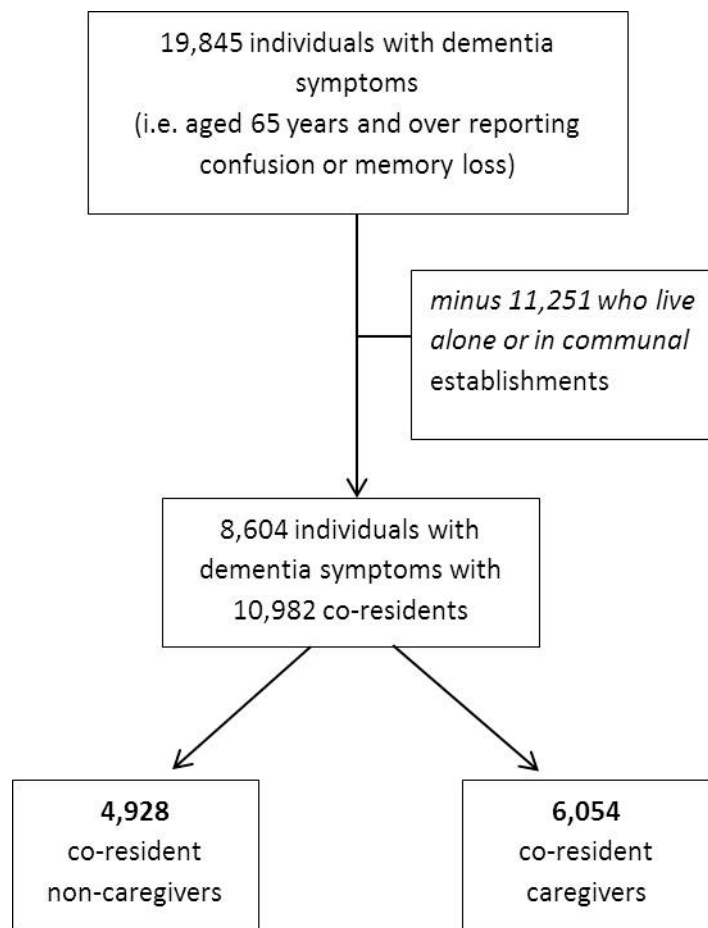 19,845 individuals with dementia
symptoms
(i.e. aged 65 years and over reporting
confusion or memory loss)
minus 11,251 who live
alone or in communal
establishments
8,604 individuals with
dementia symptoms with
10,982 co-residents
4,928
co-resident
non-caregivers
6,054
co-resident
caregivers